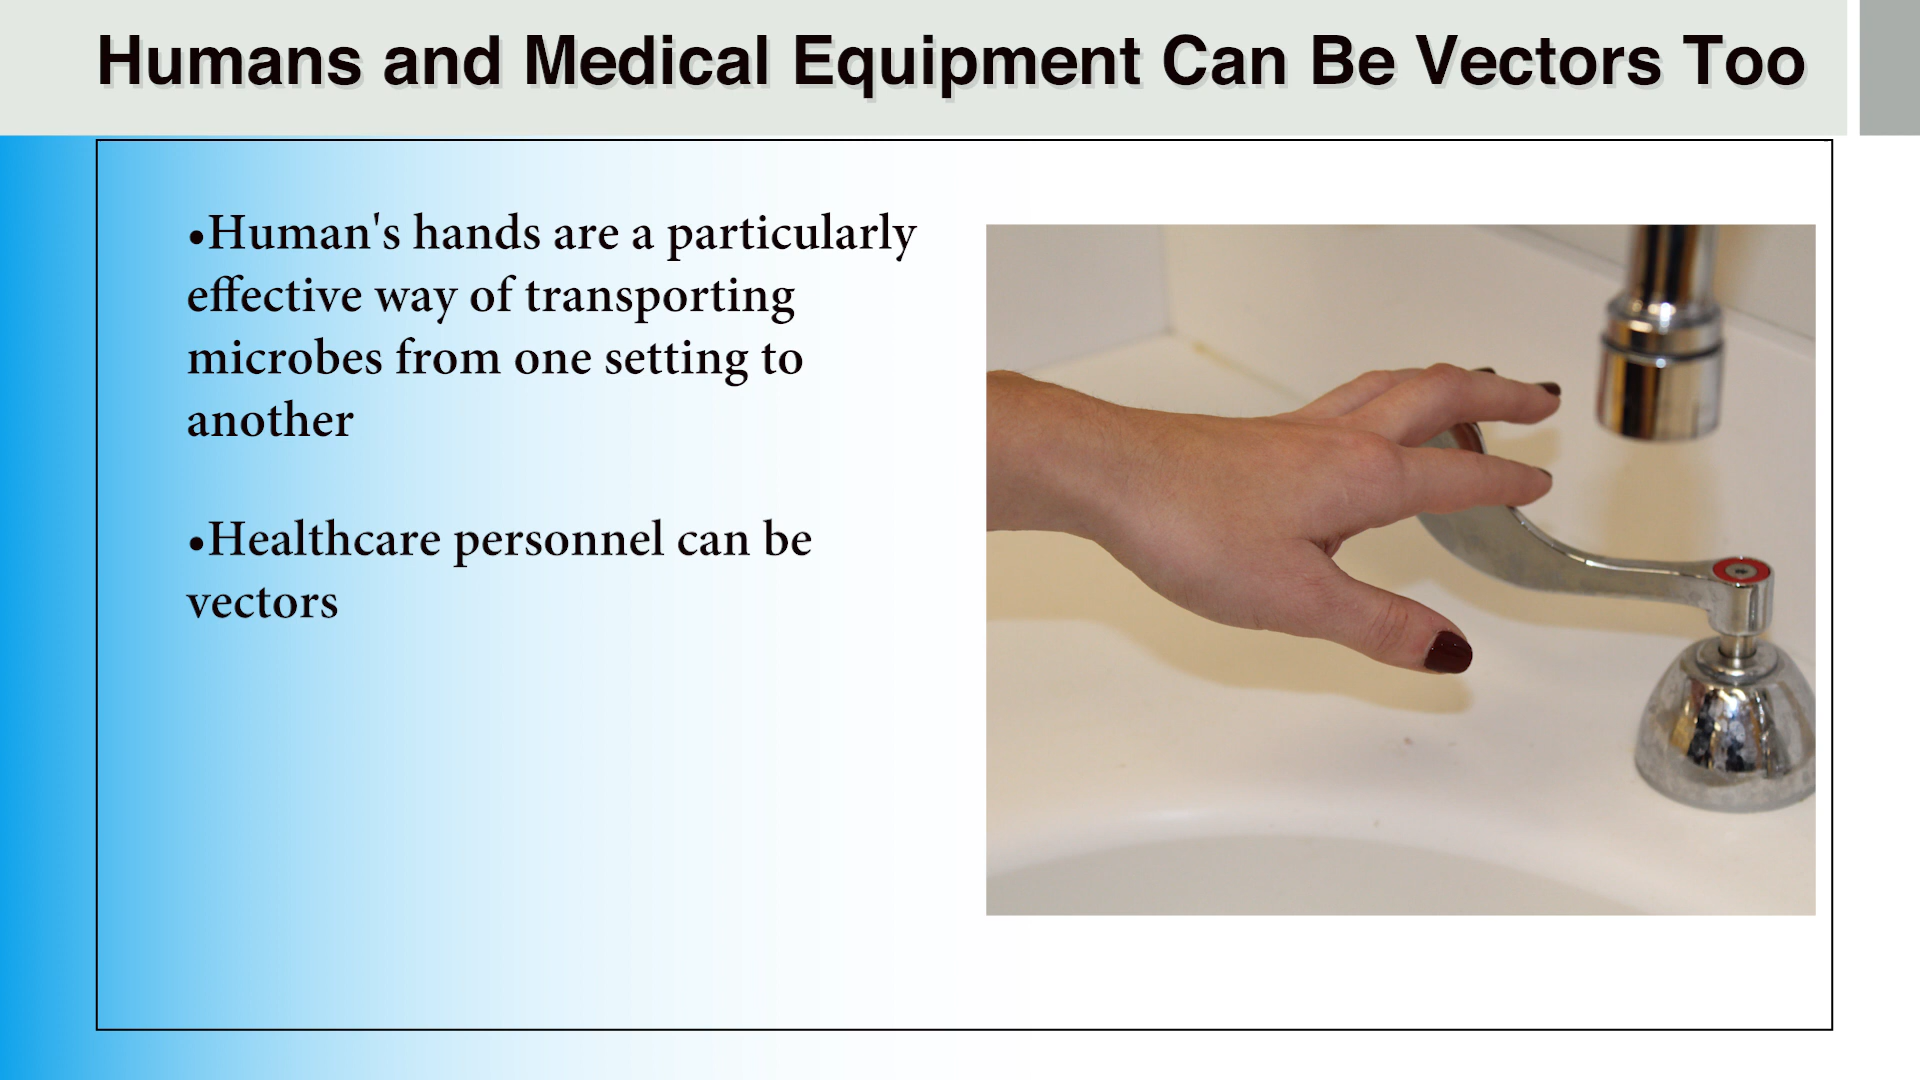 Humans and Medical Equipment Can Be Vectors Too
•Human's hands are a particularly
effective way of transporting
microbes from one setting to
another
•Healthcare personnel can be
vectors